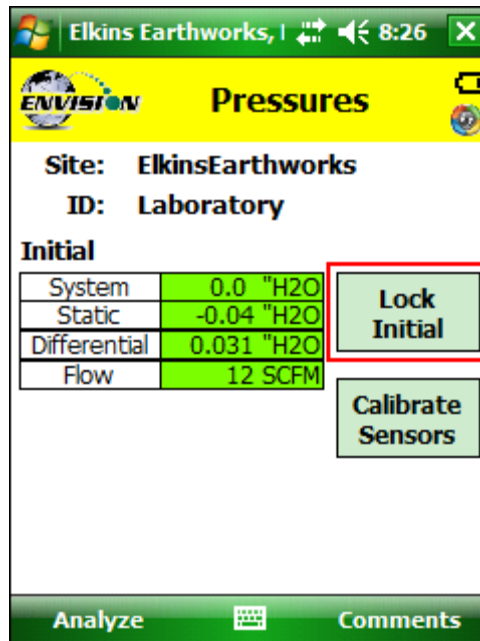 Elkins Earthworks, I 8:26
ENVISION
Pressures
Site: ElkinsEarthworks
ID: Laboratory
Initial
System 0.0 "H2O
Static -0.04 "H2O
Differential 0.031 "H2O
Flow 12 SCFM
Lock
Initial
Calibrate
Sensors
Analyze Comments